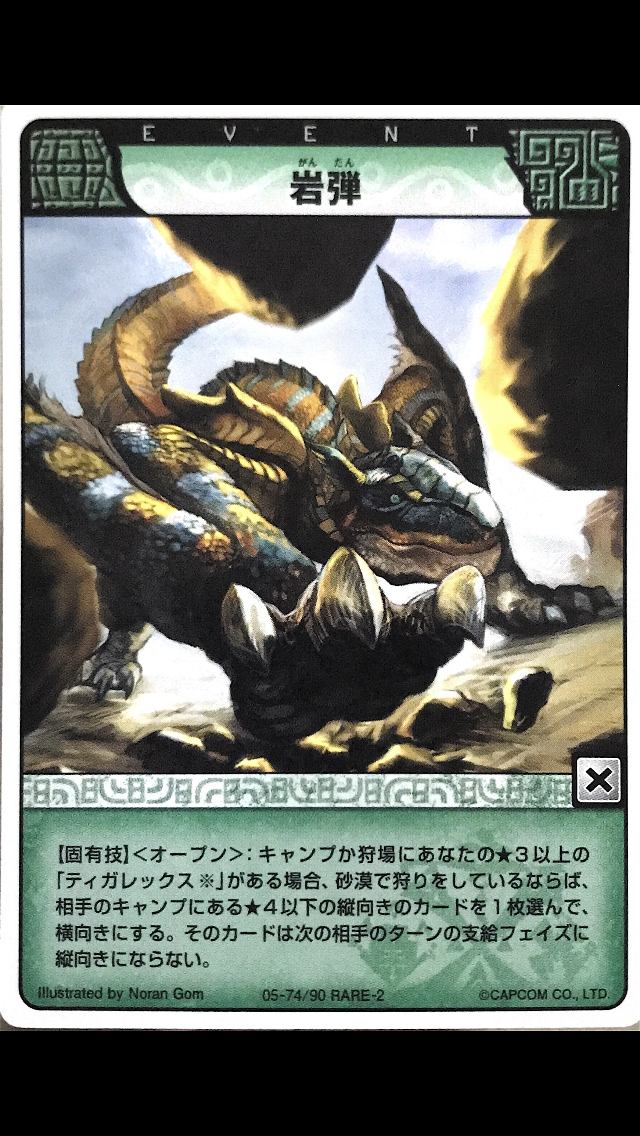 EVENT
がん だん
岩弾
【固有技】<オープン>：キャンプか狩場にあなたの★3以上の
「ティガレックス※」がある場合、砂漠で狩りをしているならば、
相手のキャンプにある★4以下の縦向きのカードを1枚選んで、
横向きにする。そのカードは次の相手のターンの支給フェイズに
縦向きにならない。
Illustrated by Noran Gom 05-74/90 RARE-2 ©CAPCOM CO., LTD.